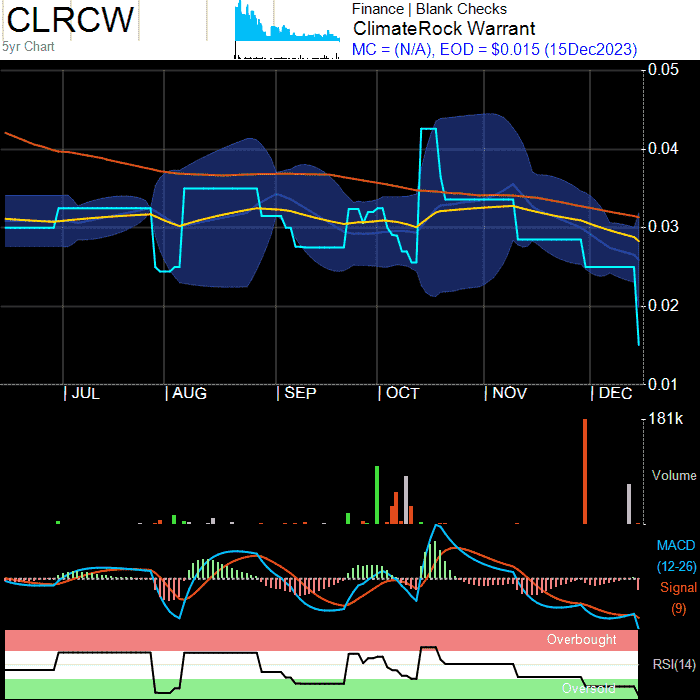 CLRCW
5yr Chart
Finance | Blank Checks
ClimateRock Warrant
MC = (N/A), EOD = $0.015 (15Dec2023)
0.05
0.04
0.03
0.02
0.01
JUL AUG SEP OCT NOV DEC
181k
Volume
MACD
(12-26)
Signal
(9)
Overbought
RSI(14)
Oversold